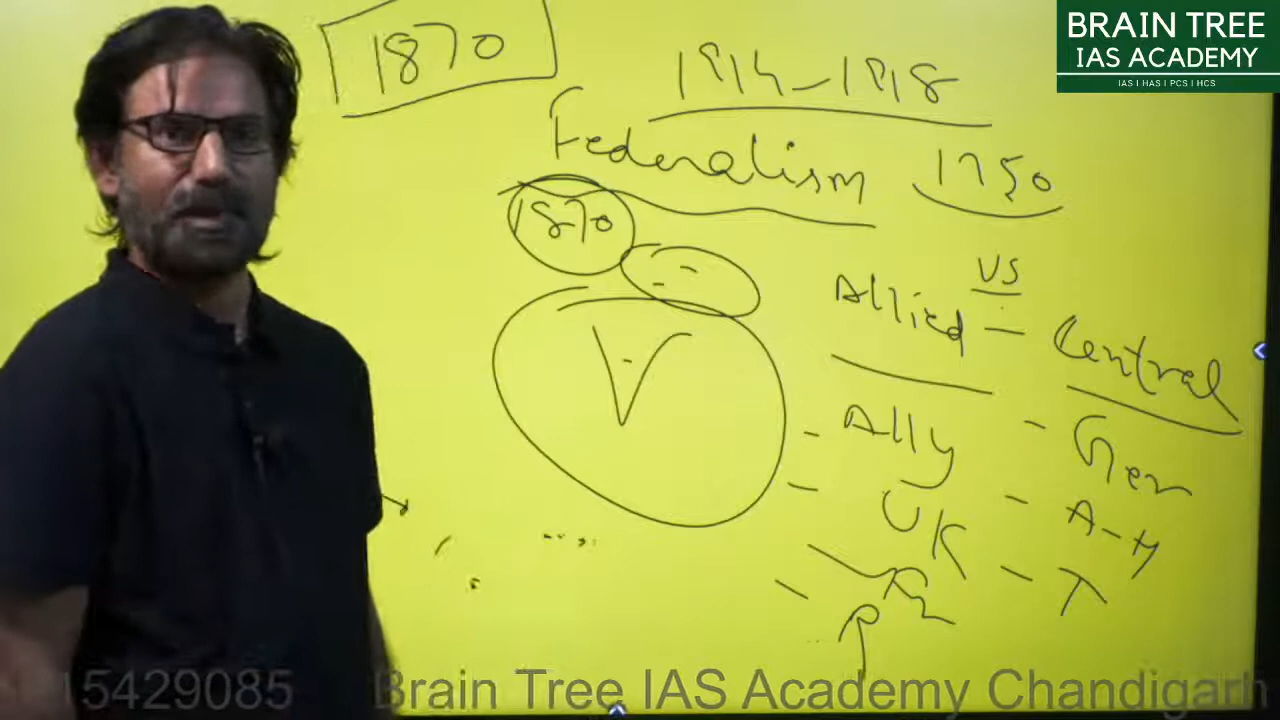 BRAIN TREE
IAS ACADEMY
IAS | HAS | PCS | HCS
1870
1914-1918
Federalism 1750
1870
VS
Allied - Central
- Ally - Ger
- UK - A-H
- T
15429085 Brain Tree IAS Academy Chandigarh